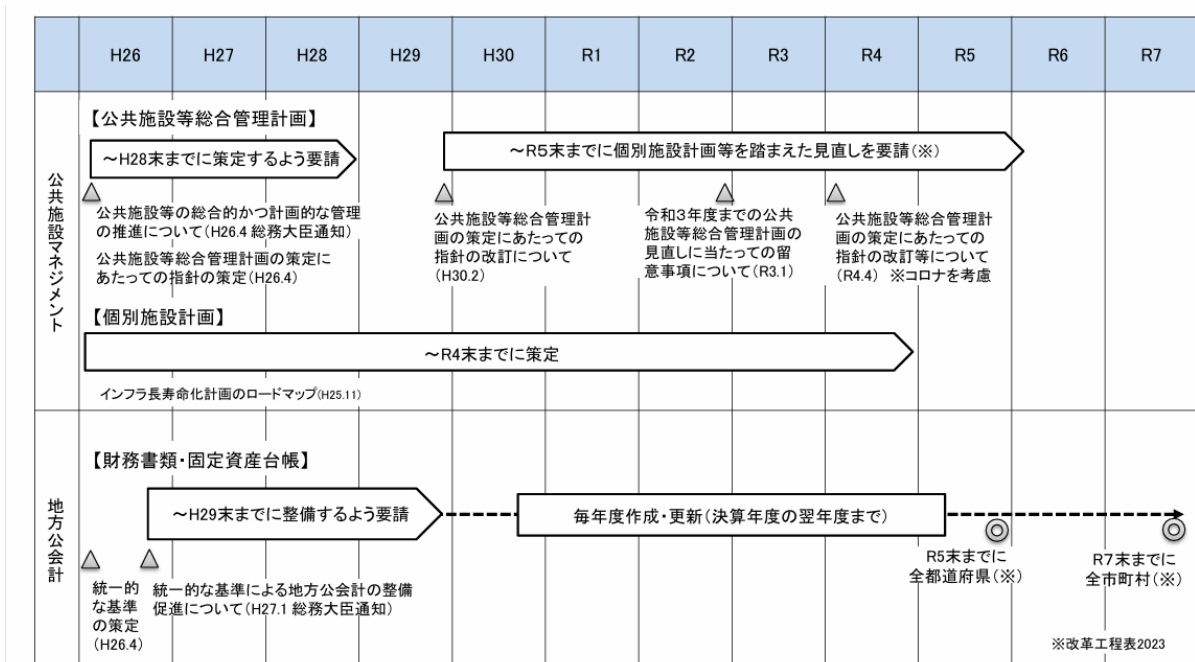 H26 H27 H28 H29 H30 R1 R2 R3 R4 R5 R6 R7
公共施設マネジメント
【公共施設等総合管理計画】
～H28末までに策定するよう要請
～R5末までに個別施設計画等を踏まえた見直しを要請(※)
公共施設等の総合的かつ計画的な管理
の推進について(H26.4 総務大臣通知)
公共施設等総合管理計画の策定に
あたっての指針の策定(H26.4)
公共施設等総合管理計
画の策定にあたっての
指針の改訂について
(H30.2)
令和3年度までの公共
施設等総合管理計画の
見直しに当たっての留
意事項について(R3.1)
公共施設等総合管理計
画の策定にあたっての
指針の改訂等について
(R4.4) ※コロナを考慮
【個別施設計画】
～R4末までに策定
インフラ長寿命化計画のロードマップ(H25.11)
地方公会計
【財務書類・固定資産台帳】
～H29末までに整備するよう要請
毎年度作成・更新(決算年度の翌年度まで)
統一的
な基準
の策定
(H26.4)
統一的な基準による地方公会計の整備
促進について(H27.1 総務大臣通知)
R5末までに
全都道府県(※)
R7末までに
全市町村(※)
※改革工程表2023